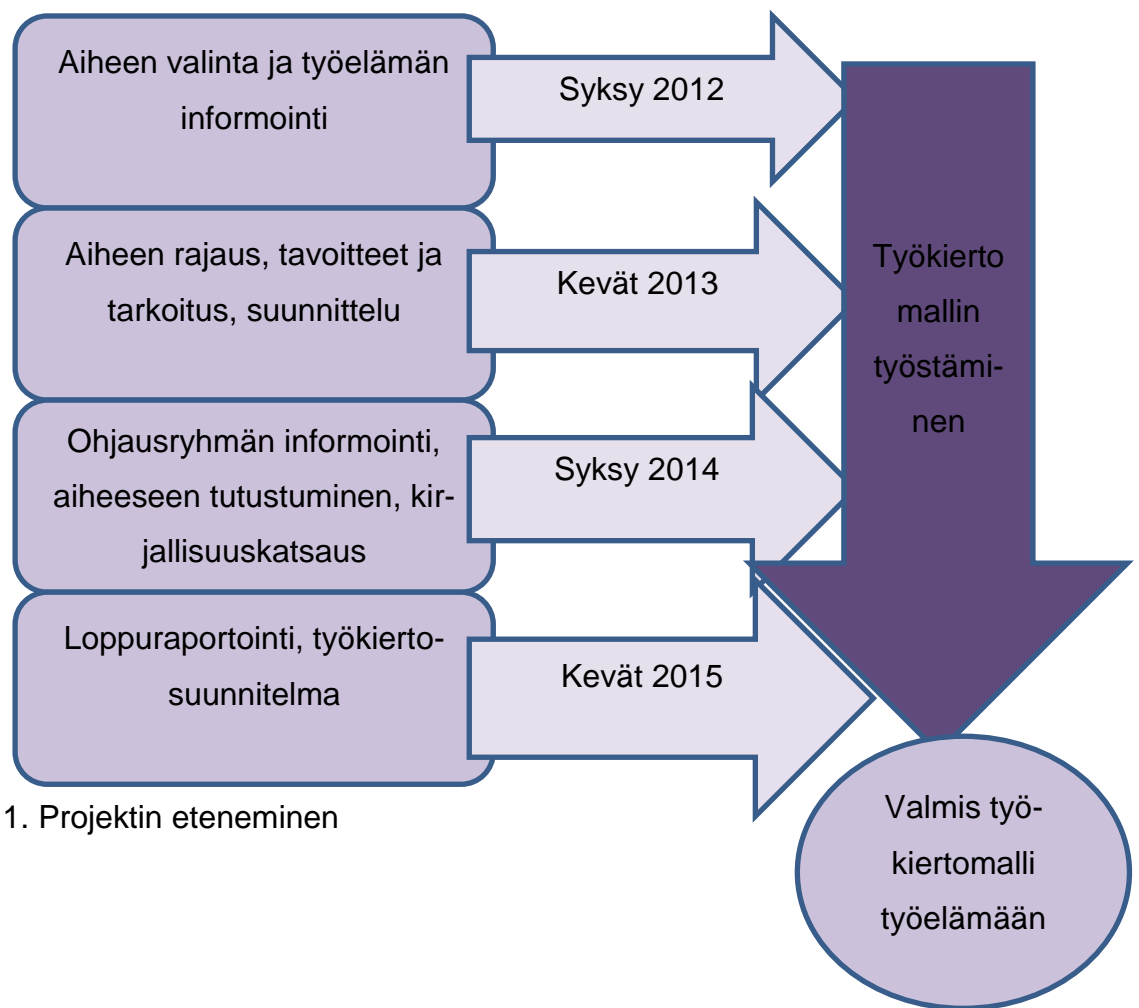 Aiheen valinta ja työelämän
informointi
Syksy 2012
Aiheen rajaus, tavoitteet ja
tarkoitus, suunnittelu
Kevät 2013
Ohjausryhmän informointi,
aiheeseen tutustuminen, kir-
jallisuuskatsaus
Syksy 2014
Loppuraportointi, työkierto-
suunnitelma
Kevät 2015
Työkierto
mallin
työstämi-
nen
Valmis työ-
kiertomalli
työelämään
1. Projektin eteneminen